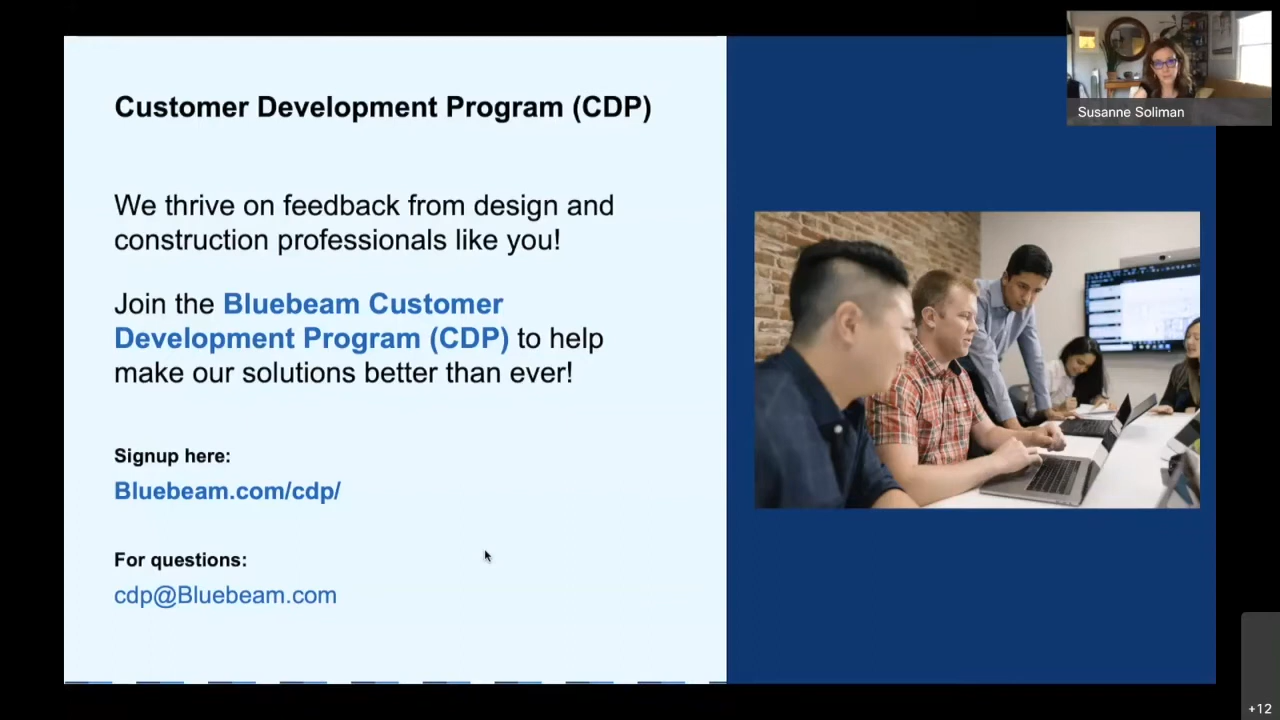 Customer Development Program (CDP)
We thrive on feedback from design and
construction professionals like you!
Join the Bluebeam Customer
Development Program (CDP) to help
make our solutions better than ever!
Signup here:
Bluebeam.com/cdp/
For questions:
cdp@Bluebeam.com
Susanne Soliman
+12